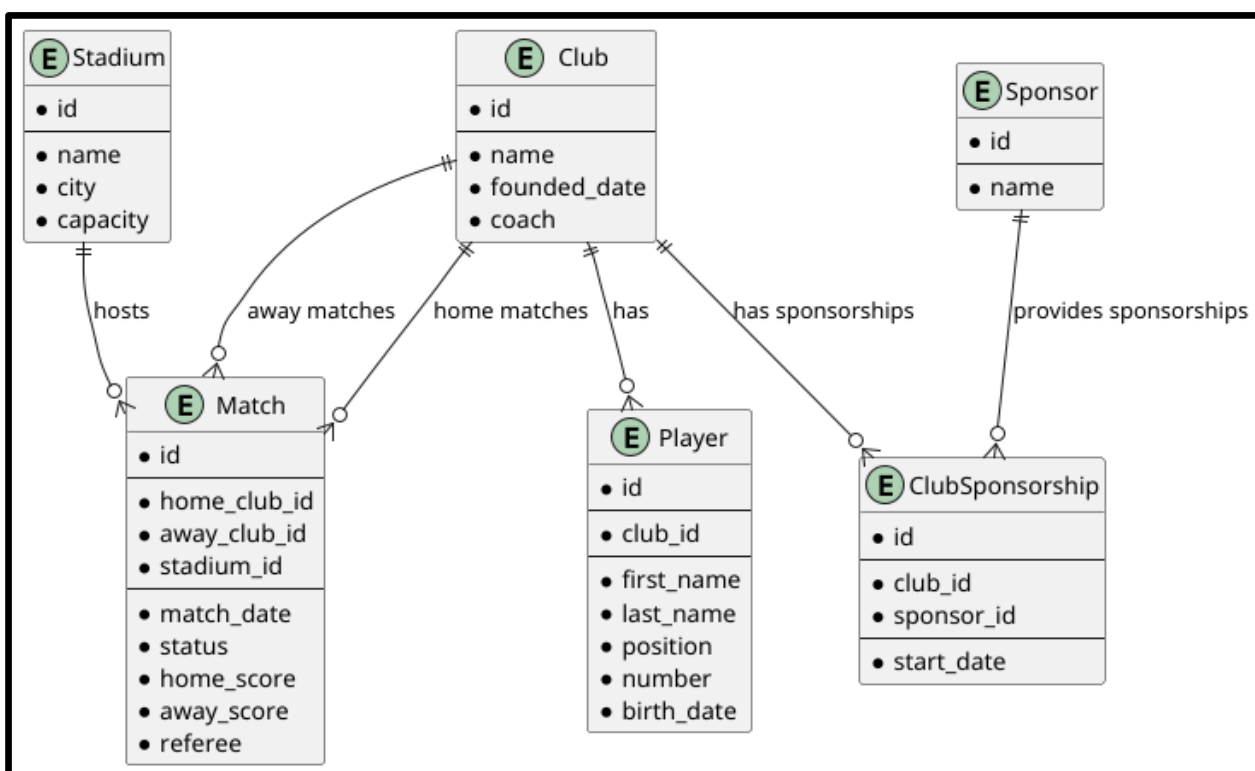 E Stadium
id
name
city
capacity
E Club
id
name
founded_date
coach
E Sponsor
id
name
hosts
away matches
home matches
has
has sponsorships
provides sponsorships
E Match
id
home_club_id
away_club_id
stadium_id
match_date
status
home_score
away_score
referee
E Player
id
club_id
first_name
last_name
position
number
birth_date
E ClubSponsorship
id
club_id
sponsor_id
start_date